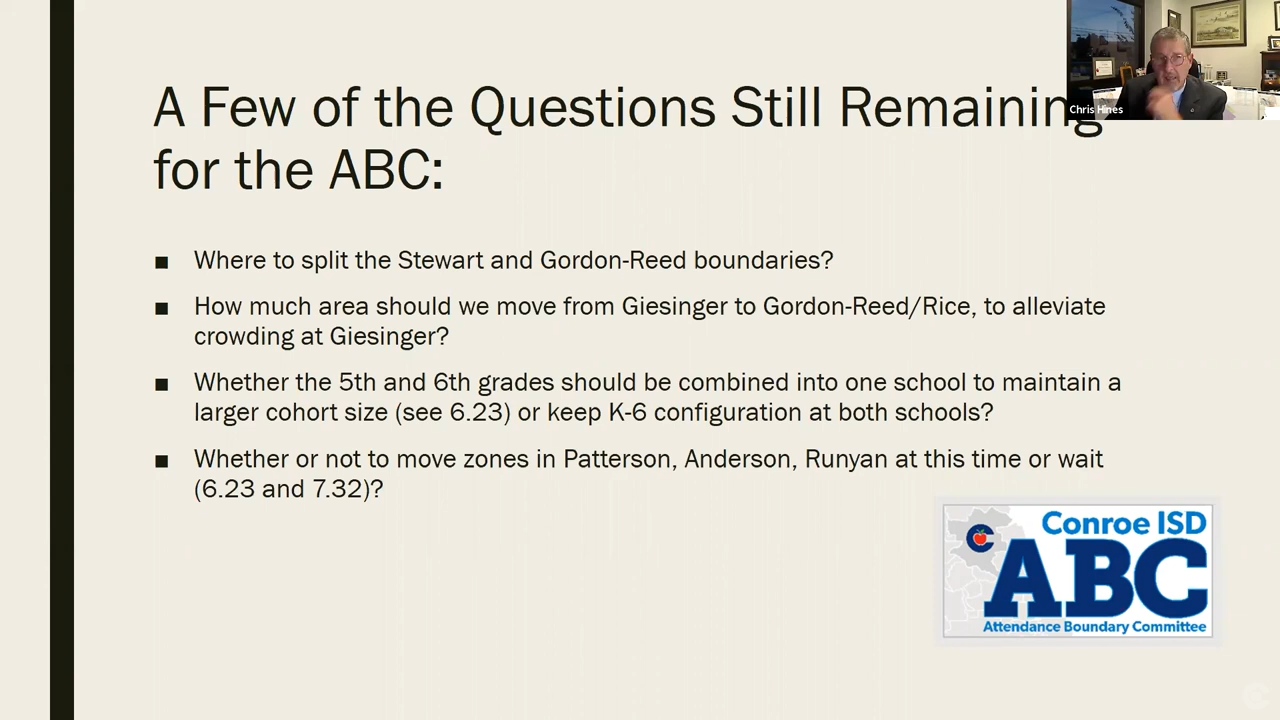 A Few of the Questions Still Remaining
for the ABC:
Chris Hines
■ Where to split the Stewart and Gordon-Reed boundaries?
■ How much area should we move from Giesinger to Gordon-Reed/Rice, to alleviate
crowding at Giesinger?
■ Whether the 5th and 6th grades should be combined into one school to maintain a
larger cohort size (see 6.23) or keep K-6 configuration at both schools?
■ Whether or not to move zones in Patterson, Anderson, Runyan at this time or wait
(6.23 and 7.32)?
Conroe ISD
ABC
Attendance Boundary Committee